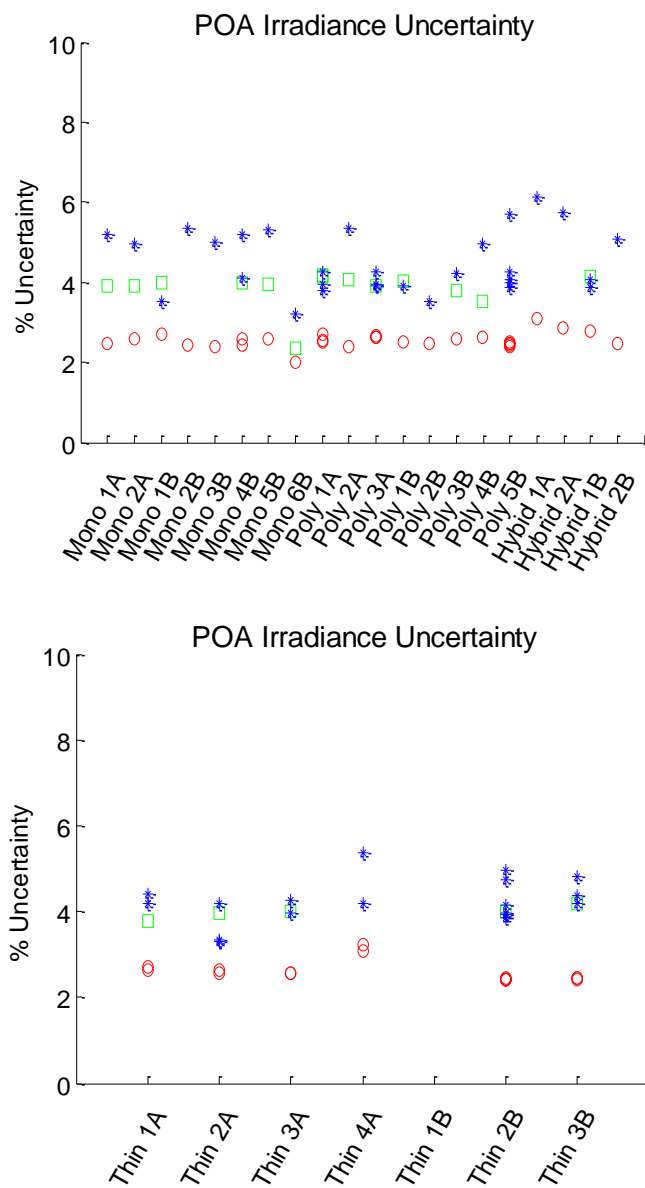 POA Irradiance Uncertainty
10
8
6
4
2
0
% Uncertainty
Mono 1A
Mono 2A
Mono 1B
Mono 2B
Mono 3B
Mono 4B
Mono 5B
Mono 6B
Poly 1A
Poly 2A
Poly 3A
Poly 1B
Poly 2B
Poly 3B
Poly 4B
Poly 5B
Hybrid 1A
Hybrid 2A
Hybrid 1B
Hybrid 2B
POA Irradiance Uncertainty
10
8
6
4
2
0
% Uncertainty
Thin 1A
Thin 2A
Thin 3A
Thin 4A
Thin 1B
Thin 2B
Thin 3B